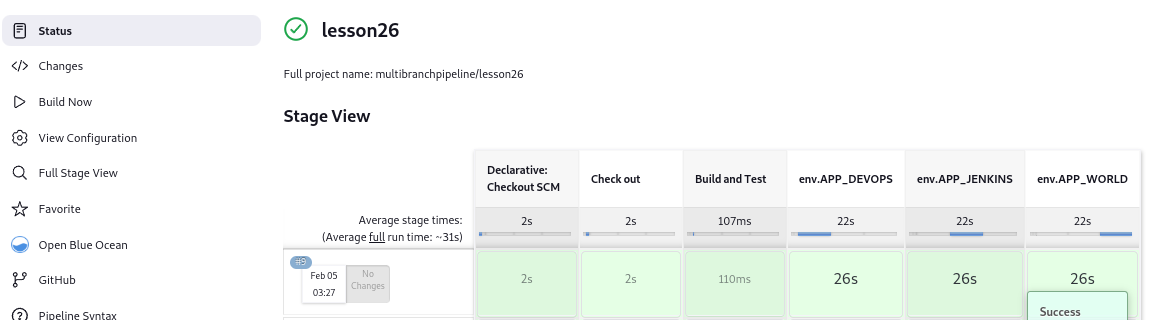 Status
Changes
Build Now
View Configuration
Full Stage View
Favorite
Open Blue Ocean
GitHub
Pipeline Syntax
lesson26
Full project name: multibranchpipeline/lesson26
Stage View
Declarative:
Checkout SCM
Check out
Build and Test
env.APP_DEVOPS
env.APP_JENKINS
env.APP_WORLD
Average stage times:
(Average full run time: ~31s)
2s
2s
107ms
22s
22s
22s
Feb 05
03:27
No
Changes
2s
2s
110ms
26s
26s
26s
Success